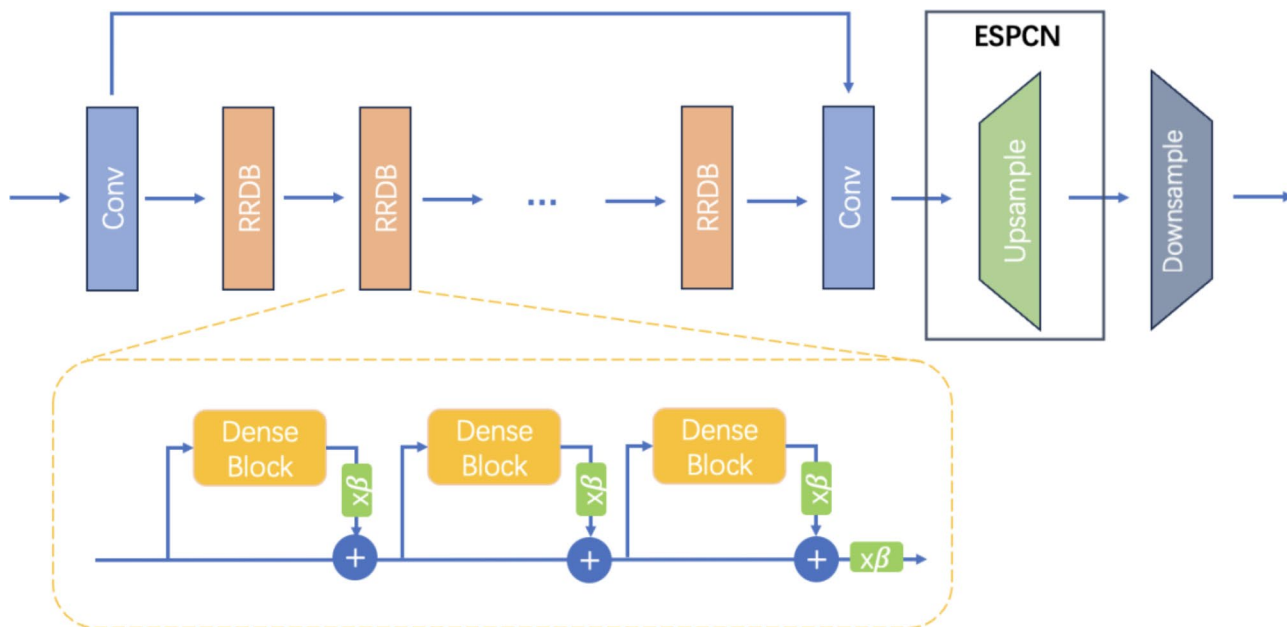 ESPCN
Conv
RRDB
RRDB
...
RRDB
Conv
Upsample
Downsample
Dense
Block
xβ
Dense
Block
xβ
Dense
Block
xβ
+
+
+
xβ